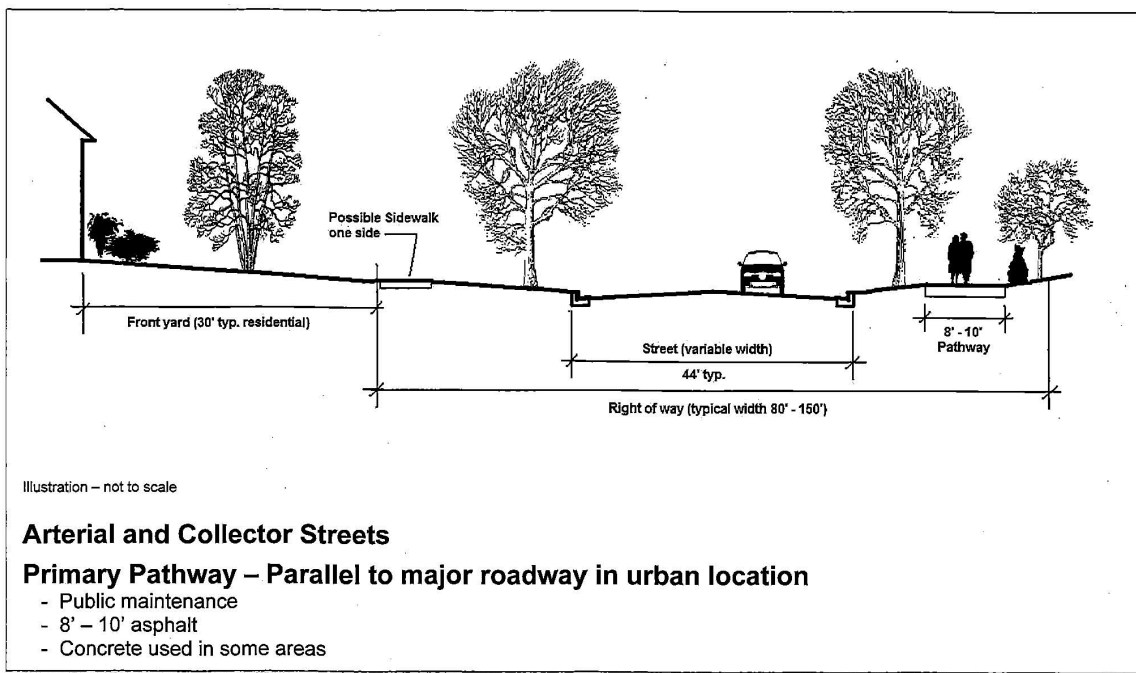 Possible Sidewalk
one side
Front yard (30' typ. residential)
8' - 10'
Pathway
Street (variable width)
44' typ.
Right of way (typical width 80' - 150')
Illustration – not to scale
Arterial and Collector Streets
Primary Pathway – Parallel to major roadway in urban location
- Public maintenance
- 8' – 10' asphalt
- Concrete used in some areas